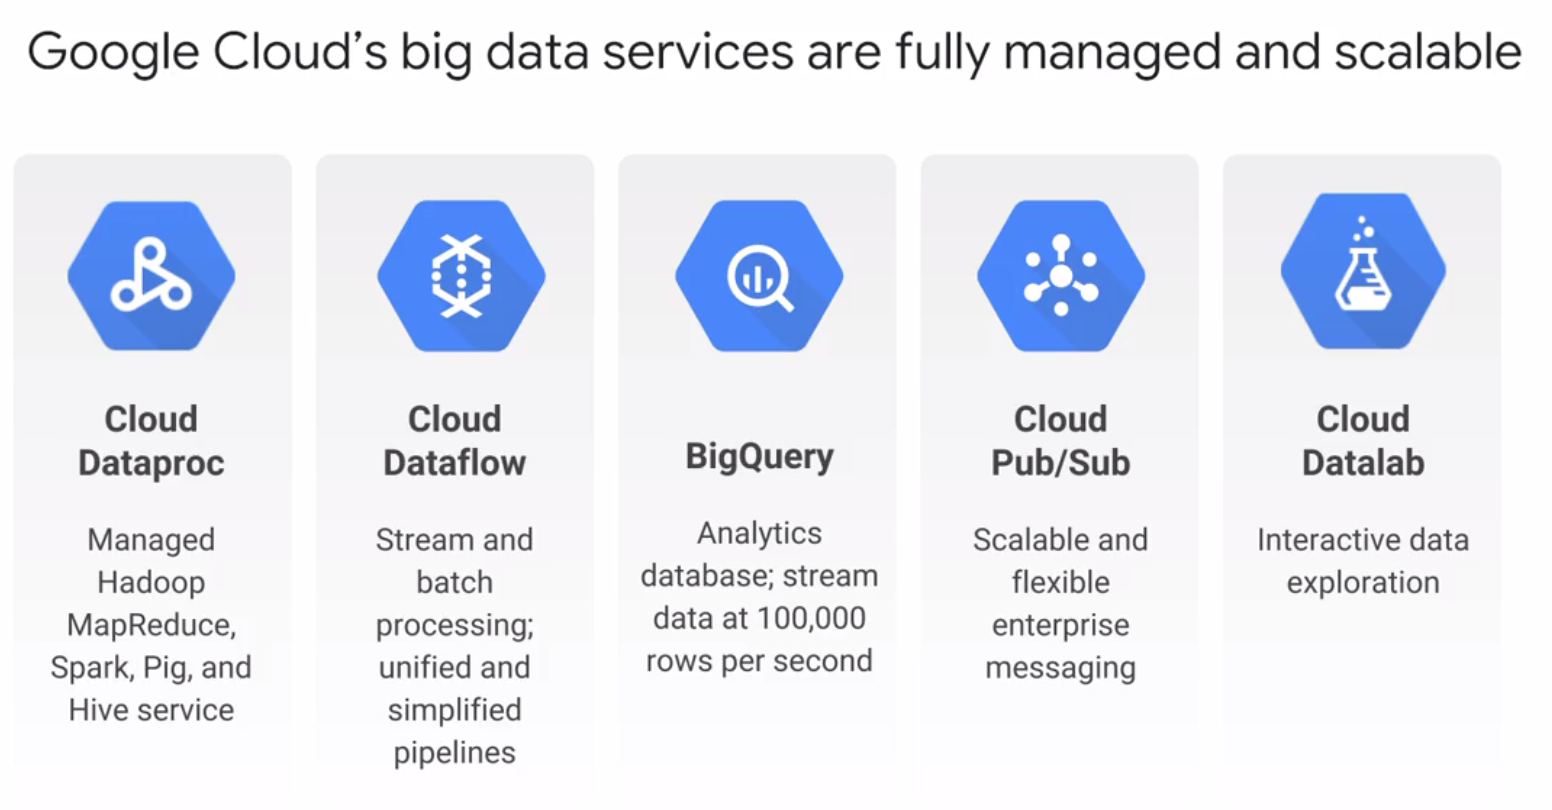 Google Cloud’s big data services are fully managed and scalable
Cloud
Dataproc
Managed
Hadoop
MapReduce,
Spark, Pig, and
Hive service
Cloud
Dataflow
Stream and
batch
processing;
unified and
simplified
pipelines
BigQuery
Analytics
database; stream
data at 100,000
rows per second
Cloud
Pub/Sub
Scalable and
flexible
enterprise
messaging
Cloud
Datalab
Interactive data
exploration